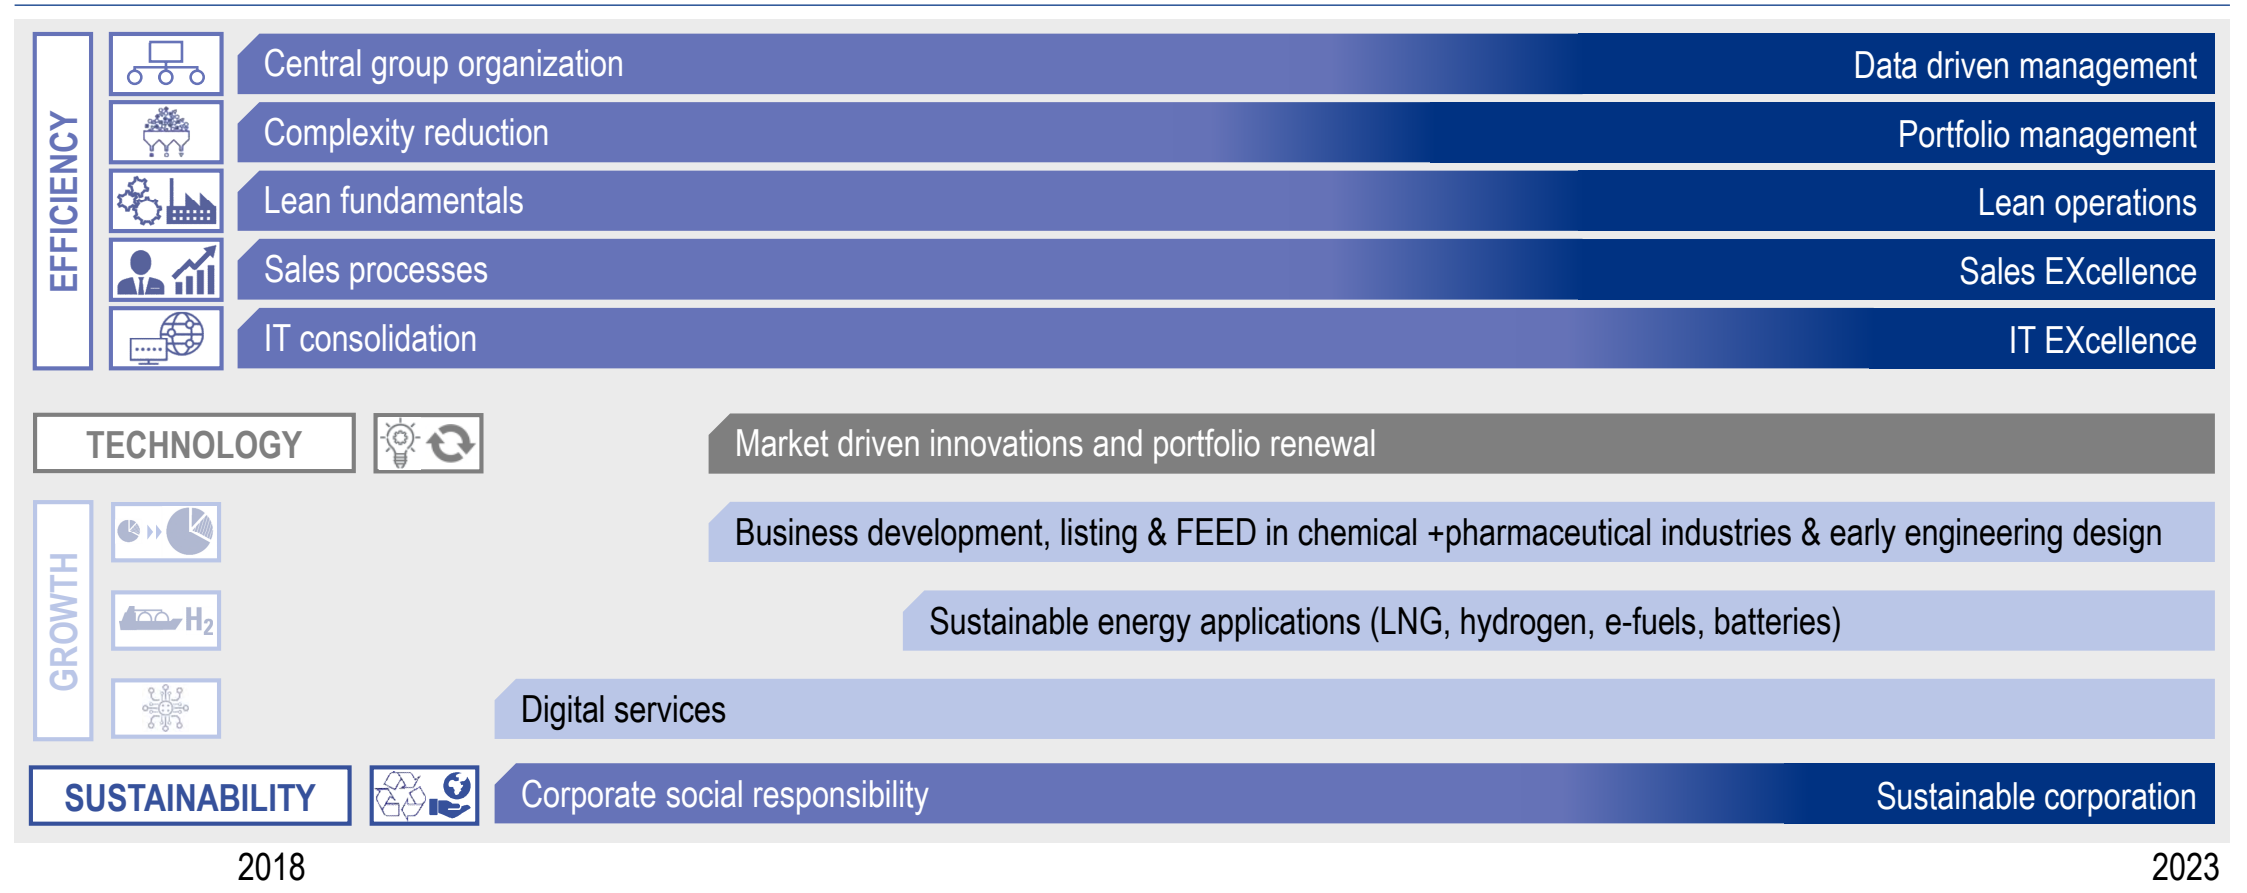 EFFICIENCY
Central group organization
Data driven management
Complexity reduction
Portfolio management
Lean fundamentals
Lean operations
Sales processes
Sales EXcellence
IT consolidation
IT EXcellence
TECHNOLOGY
Market driven innovations and portfolio renewal
GROWTH
Business development, listing & FEED in chemical +pharmaceutical industries & early engineering design
H2
Sustainable energy applications (LNG, hydrogen, e-fuels, batteries)
Digital services
SUSTAINABILITY
Corporate social responsibility
Sustainable corporation
2018
2023